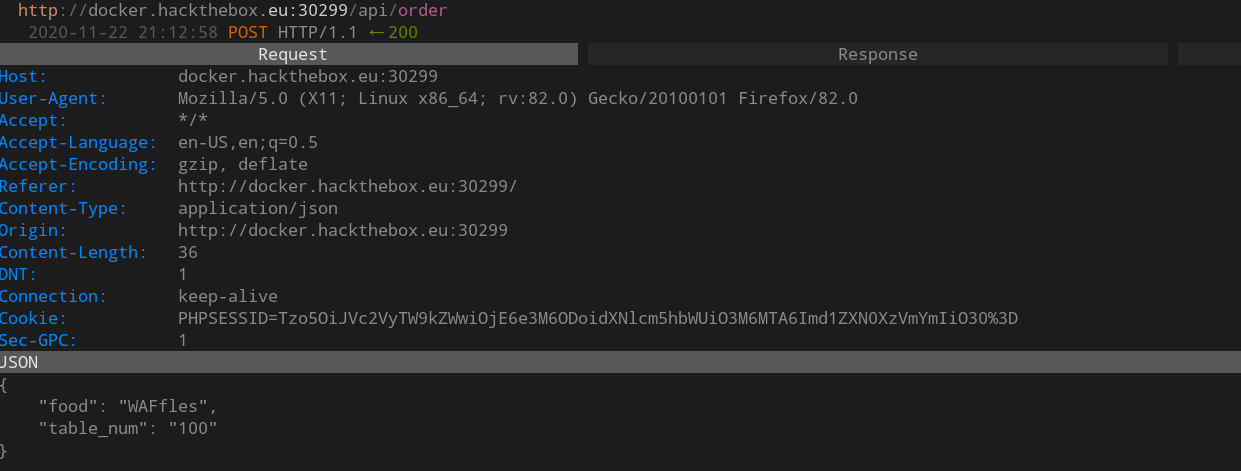 http://docker.hackthebox.eu:30299/api/order
2020-11-22 21:12:58 POST HTTP/1.1 ←200
Request Response
Host: docker.hackthebox.eu:30299
User-Agent: Mozilla/5.0 (X11; Linux x86_64; rv:82.0) Gecko/20100101 Firefox/82.0
Accept: */*
Accept-Language: en-US,en;q=0.5
Accept-Encoding: gzip, deflate
Referer: http://docker.hackthebox.eu:30299/
Content-Type: application/json
Origin: http://docker.hackthebox.eu:30299
Content-Length: 36
DNT: 1
Connection: keep-alive
Cookie: PHPSESSID=Tzo5OiJVc2VyTW9kZWwiOjE6e3M6ODoidXNlcm5hbWUiO3M6MTA6Imd1ZXN0XzVmYmIiO30%3D
Sec-GPC: 1
JSON
{
    "food": "WAFfles",
    "table_num": "100"
}